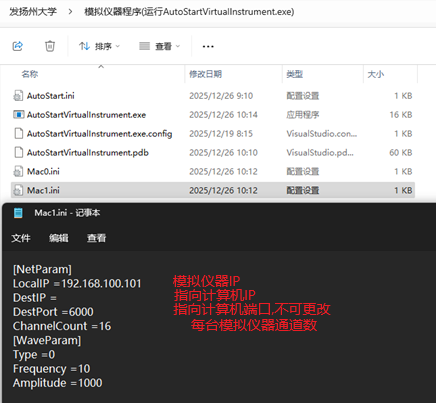 发扬州大学 > 模拟仪器程序(运行AutoStartVirtualInstrument.exe)
排序 查看 ...
名称 修改日期 类型 大小
AutoStart.ini 2025/12/26 9:10 配置设置 1 KB
AutoStartVirtualInstrument.exe 2025/12/26 10:14 应用程序 16 KB
AutoStartVirtualInstrument.exe.config 2025/12/19 8:15 VisualStudio.con... 1 KB
AutoStartVirtualInstrument.pdb 2025/12/26 10:14 VisualStudio.pd... 60 KB
Mac0.ini 2025/12/26 10:12 配置设置 1 KB
Mac1.ini 2025/12/26 10:12 配置设置 1 KB
Mac1.ini - 记事本
文件 编辑 查看
[NetParam]
LocalIP =192.168.100.101 模拟仪器IP
DestIP = 指向计算机IP
DestPort =6000 指向计算机端口,不可更改
ChannelCount =16 每台模拟仪器通道数
[WaveParam]
Type =0
Frequency =10
Amplitude =1000